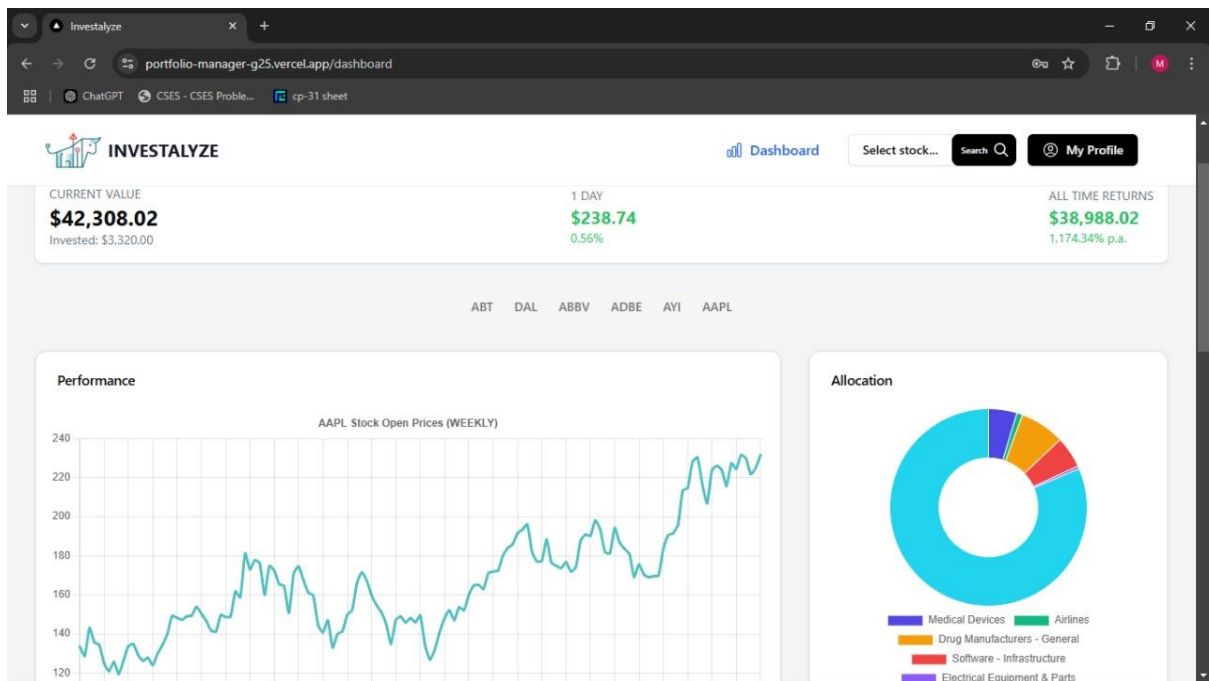 Investalyze
portfolio-manager-g25.vercel.app/dashboard
M
ChatGPT CSES - CSES Proble... cp-31 sheet
INVESTALYZE Dashboard Select stock... Search My Profile
CURRENT VALUE 1 DAY ALL TIME RETURNS
$42,308.02 $238.74 $38,988.02
Invested: $3,320.00 0.56% 1,174.34% p.a.
ABT DAL ABBV ADBE AYI AAPL
Performance Allocation
AAPL Stock Open Prices (WEEKLY)
240
220
200
180
160
140
120
Medical Devices Airlines
Drug Manufacturers - General
Software - Infrastructure
Electrical Equipment & Parts